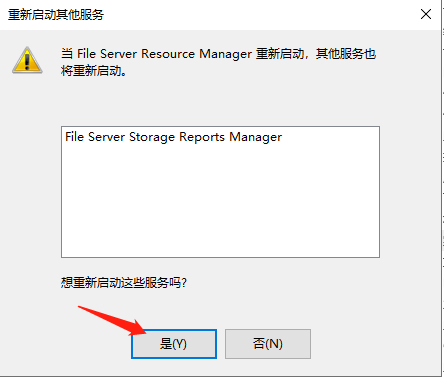 重新启动其他服务
当 File Server Resource Manager 重新启动，其他服务也
将重新启动。
File Server Storage Reports Manager
想重新启动这些服务吗?
是(Y)
否(N)